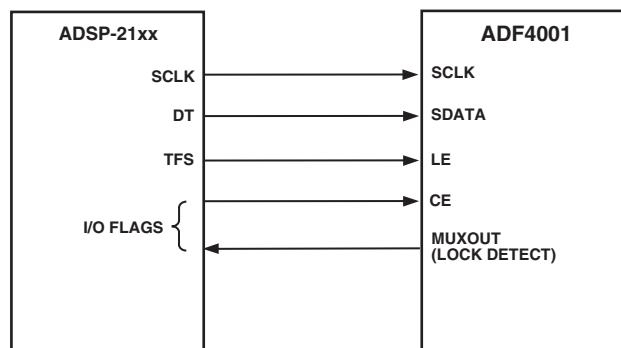 ADSP-21xx
ADF4001
SCLK
SCLK
DT
SDATA
TFS
LE
CE
I/O FLAGS
MUXOUT
(LOCK DETECT)